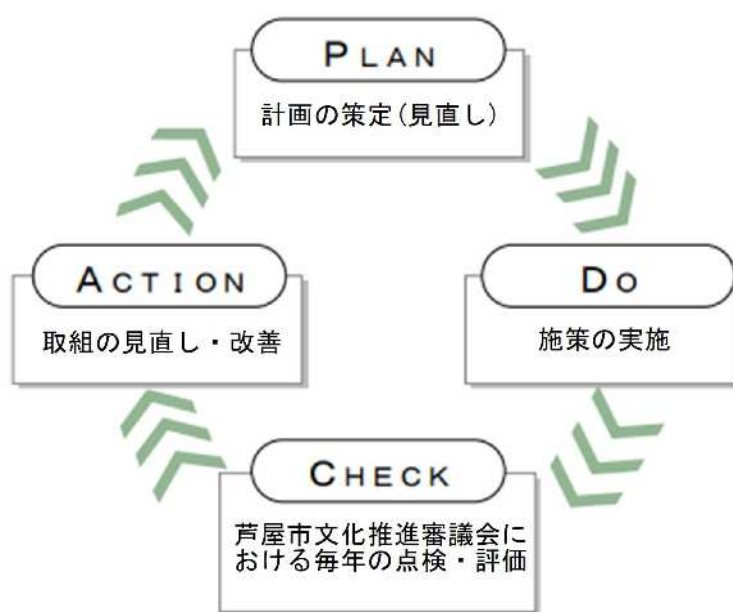 PLAN
計画の策定(見直し)
ACTION
取組の見直し・改善
DO
施策の実施
CHECK
芦屋市文化推進審議会に
おける毎年の点検・評価